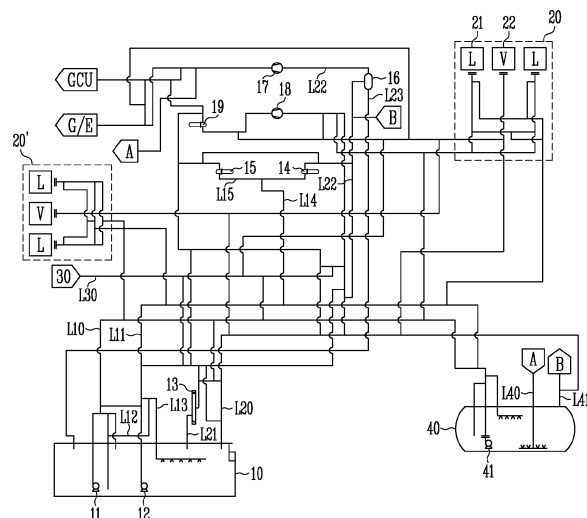 21 22 20
L V L
GCU
17 L22 16
L23
18
G/E
19
B
A
20'
L
V
L
15 14
L15
L22
L14
30
L30
L10 L11
13
A B
L12 L13
L20
L40 L41
L21
40
10
41
11 12